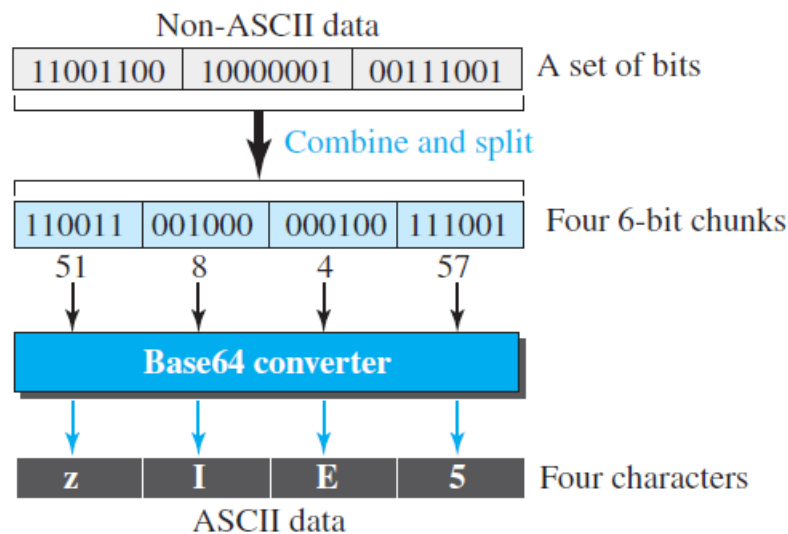 Non-ASCII data
11001100 10000001 00111001 A set of bits
Combine and split
110011 001000 000100 111001 Four 6-bit chunks
51 8 4 57
Base64 converter
z I E 5 Four characters
ASCII data